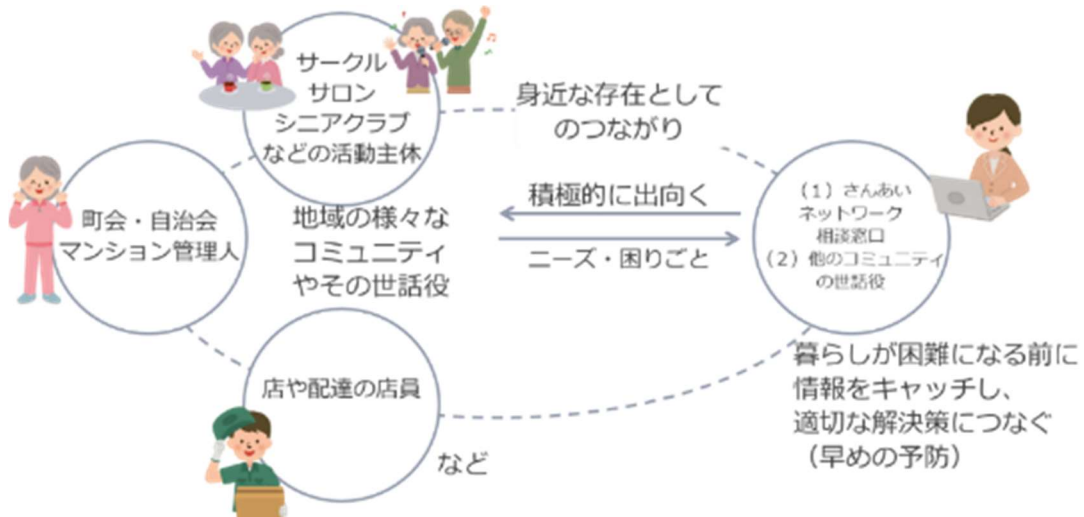 サークル
サロン
シニアクラブ
などの活動主体
町会・自治会
マンション管理人
地域の様々な
コミュニティ
やその世話役
店や配達の店員
など
身近な存在として
のつながり
積極的に出向く
ニーズ・困りごと
（1）さんあい
ネットワーク
相談窓口
（2）他のコミュニティ
の世話役
暮らしが困難になる前に
情報をキャッチし、
適切な解決策につなぐ
（早めの予防）